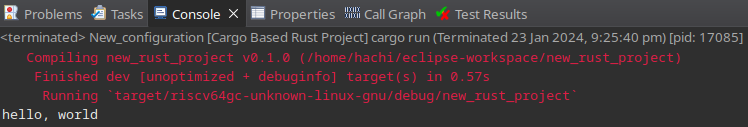 Problems Tasks Console Properties Call Graph Test Results
<terminated> New_configuration [Cargo Based Rust Project] cargo run (Terminated 23 Jan 2024, 9:25:40 pm) [pid: 17085]
Compiling new_rust_project v0.1.0 (/home/hachi/eclipse-workspace/new_rust_project)
Finished dev [unoptimized + debuginfo] target(s) in 0.57s
Running `target/riscv64gc-unknown-linux-gnu/debug/new_rust_project`
hello, world